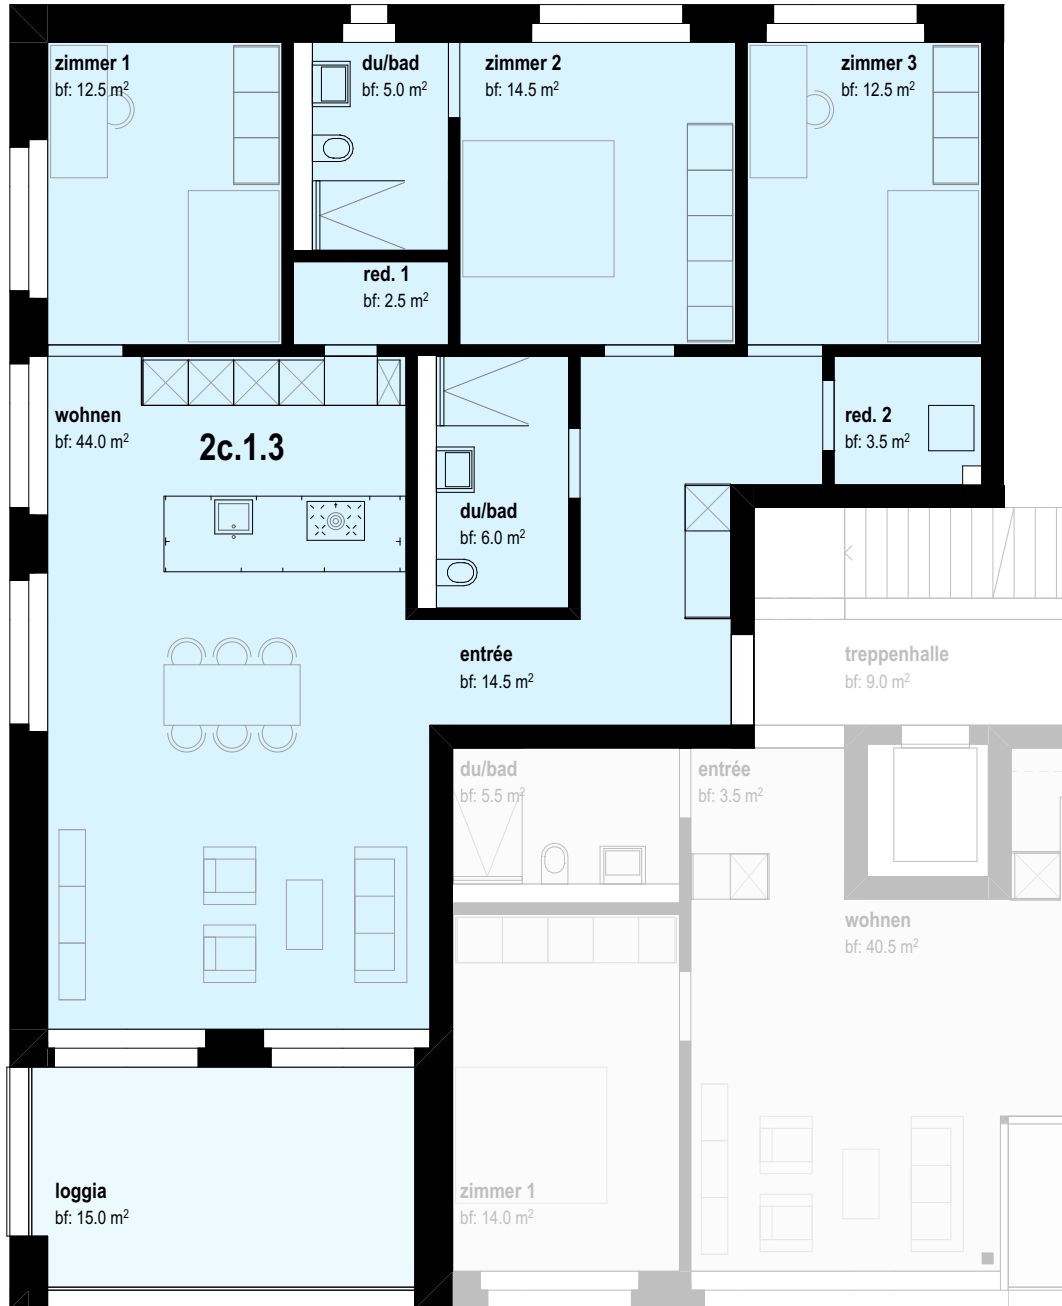 zimmer 1
bf: 12.5 m²
du/bad
bf: 5.0 m²
zimmer 2
bf: 14.5 m²
zimmer 3
bf: 12.5 m²
red. 1
bf: 2.5 m²
wohnen
bf: 44.0 m²
2c.1.3
red. 2
bf: 3.5 m²
du/bad
bf: 6.0 m²
entrée
bf: 14.5 m²
treppenhalle
bf: 9.0 m²
du/bad
bf: 5.5 m²
entrée
bf: 3.5 m²
wohnen
bf: 40.5 m²
loggia
bf: 15.0 m²
zimmer 1
bf: 14.0 m²